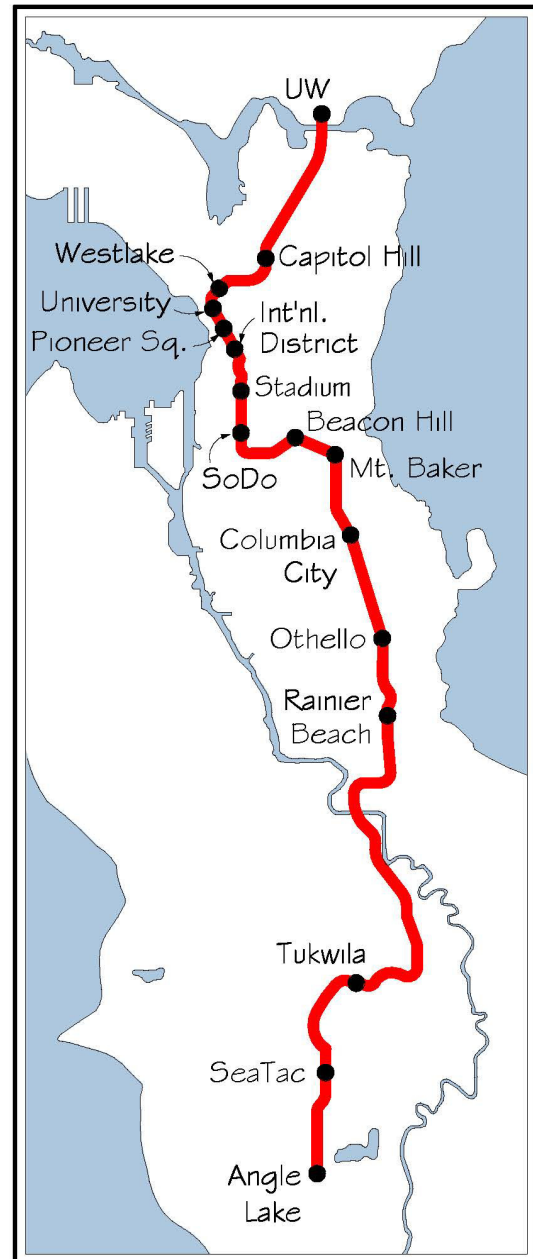 UW
Capitol Hill
Westlake
University
Pioneer Sq.
Int'nl.
District
Stadium
Beacon Hill
SoDo
Mt. Baker
Columbia
City
Othello
Rainier
Beach
Tukwila
SeaTac
Angle
Lake